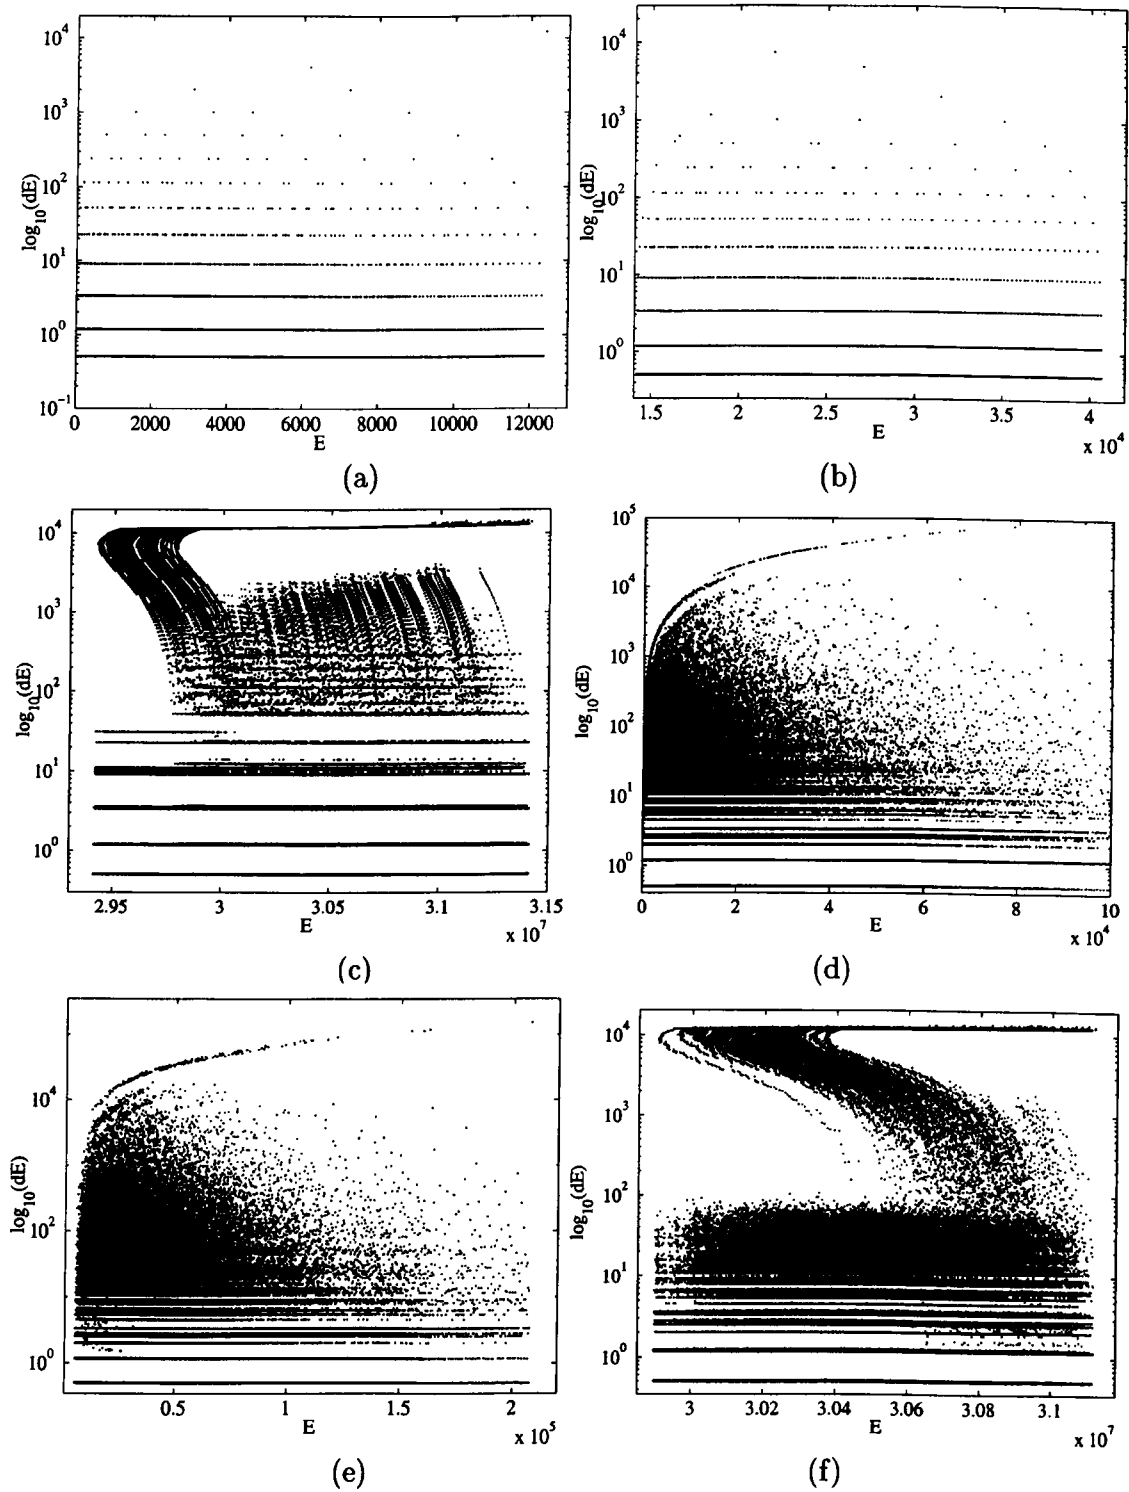 10^4
10^3
10^2
10^1
10^0
10^-1
log10(dE)
0 2000 4000 6000 8000 10000 12000
E
(a)
10^4
10^3
10^2
10^1
10^0
log10(dE)
1.5 2 2.5 3 3.5 4
E
x 10^4
(b)
10^4
10^3
10^2
10^1
10^0
log10(dE)
2.95 3 3.05 3.1 3.15
E
x 10^7
(c)
10^5
10^4
10^3
10^2
10^1
10^0
log10(dE)
0 2 4 6 8 10
E
x 10^4
(d)
10^4
10^2
10^0
log10(dE)
0.5 1 1.5 2
E
x 10^5
(e)
10^4
10^3
10^2
10^1
10^0
log10(dE)
3 3.02 3.04 3.06 3.08 3.1
E
x 10^7
(f)